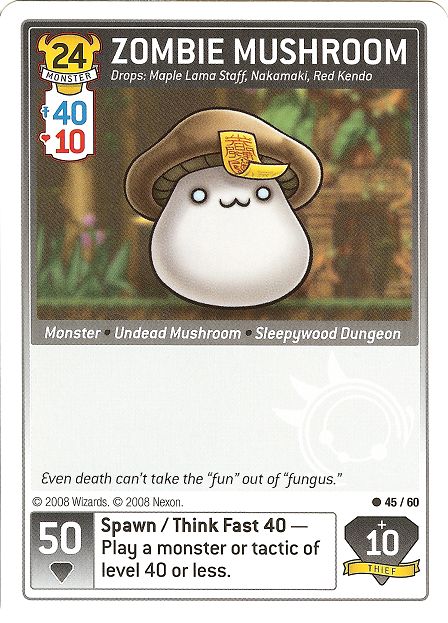 24 ZOMBIE MUSHROOM
MONSTER
Drops: Maple Lama Staff, Nakamaki, Red Kendo
40
10
Monster • Undead Mushroom • Sleepywood Dungeon
Even death can't take the “fun” out of “fungus.”
© 2008 Wizards. © 2008 Nexon.
● 45 / 60
50
Spawn / Think Fast 40 —
Play a monster or tactic of
level 40 or less.
+
10
THIEF